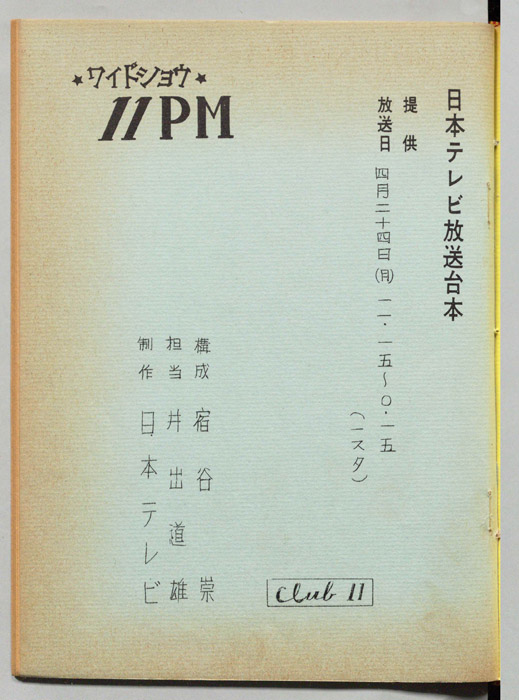 日本テレビ放送台本
提供
放送日 四月二十四日(月) 一一・一五〜〇・一五
(一スタ)
★ワイドショウ★
11PM
構成 宿谷崇
担当 井出道雄
制作 日本テレビ
Club 11